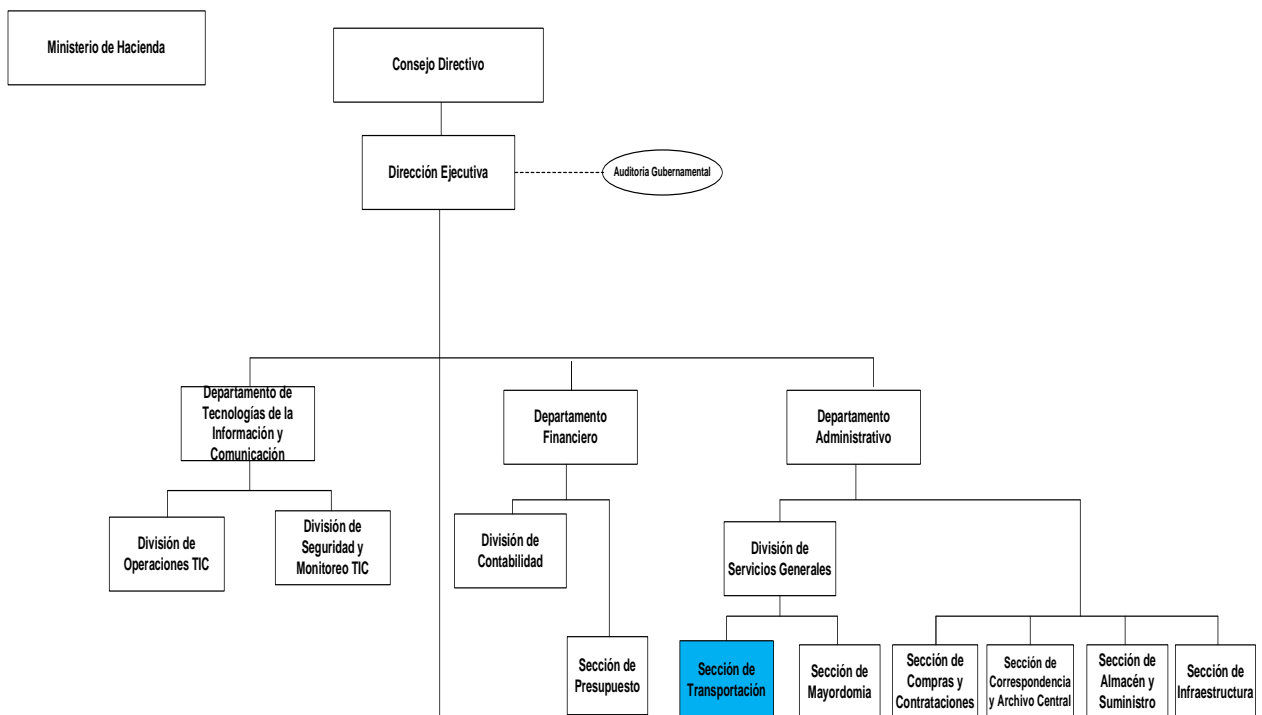 Ministerio de Hacienda
Consejo Directivo
Dirección Ejecutiva
Auditoria Gubernamental
Departamento de
Tecnologías de la
Información y
Comunicación
Departamento
Financiero
Departamento
Administrativo
División de
Operaciones TIC
División de
Seguridad y
Monitoreo TIC
División de
Contabilidad
División de
Servicios Generales
Sección de
Presupuesto
Sección de
Transportación
Sección de
Mayordomia
Sección de
Compras y
Contrataciones
Sección de
Correspondencia
y Archivo Central
Sección de
Almacén y
Suministro
Sección de
Infraestructura